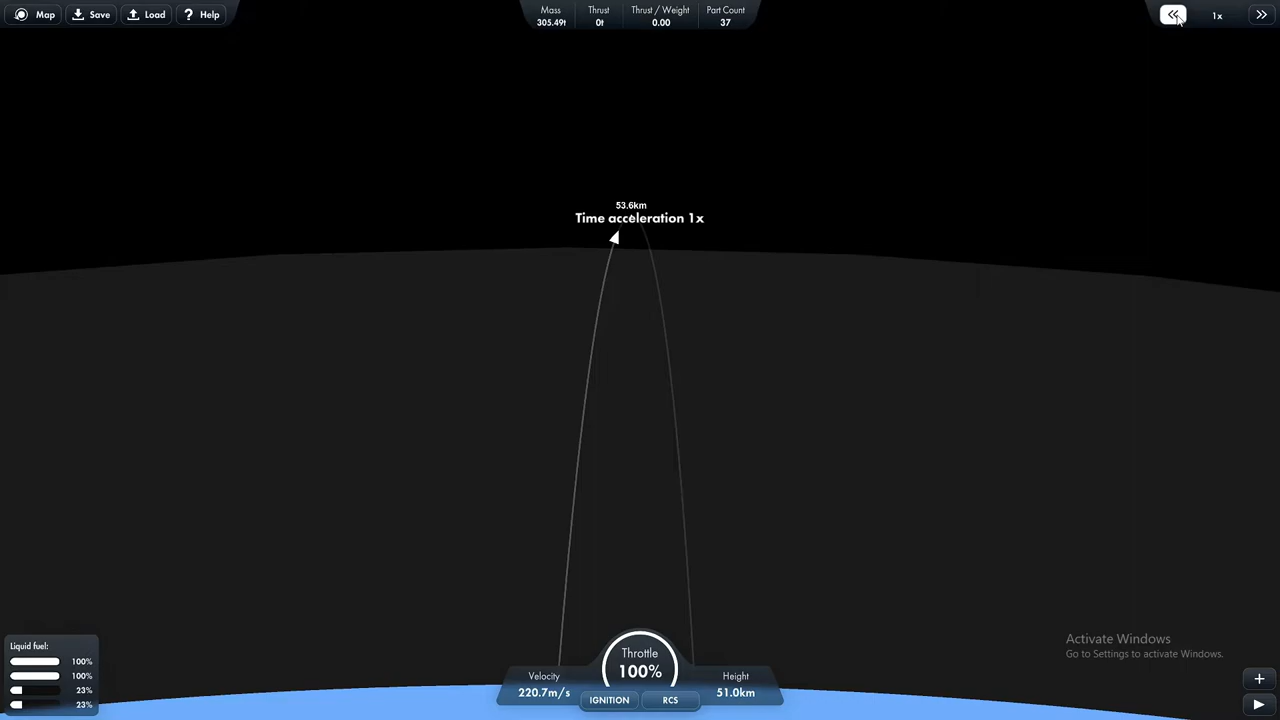 Map Save Load Help
Mass Thrust Thrust / Weight Part Count
305.49t 0t 0.00 37
1x
53.6km
Time acceleration 1x
Liquid fuel:
100%
100%
23%
23%
Throttle
100%
Velocity Height
220.7m/s 51.0km
IGNITION RCS
Activate Windows
Go to Settings to activate Windows.